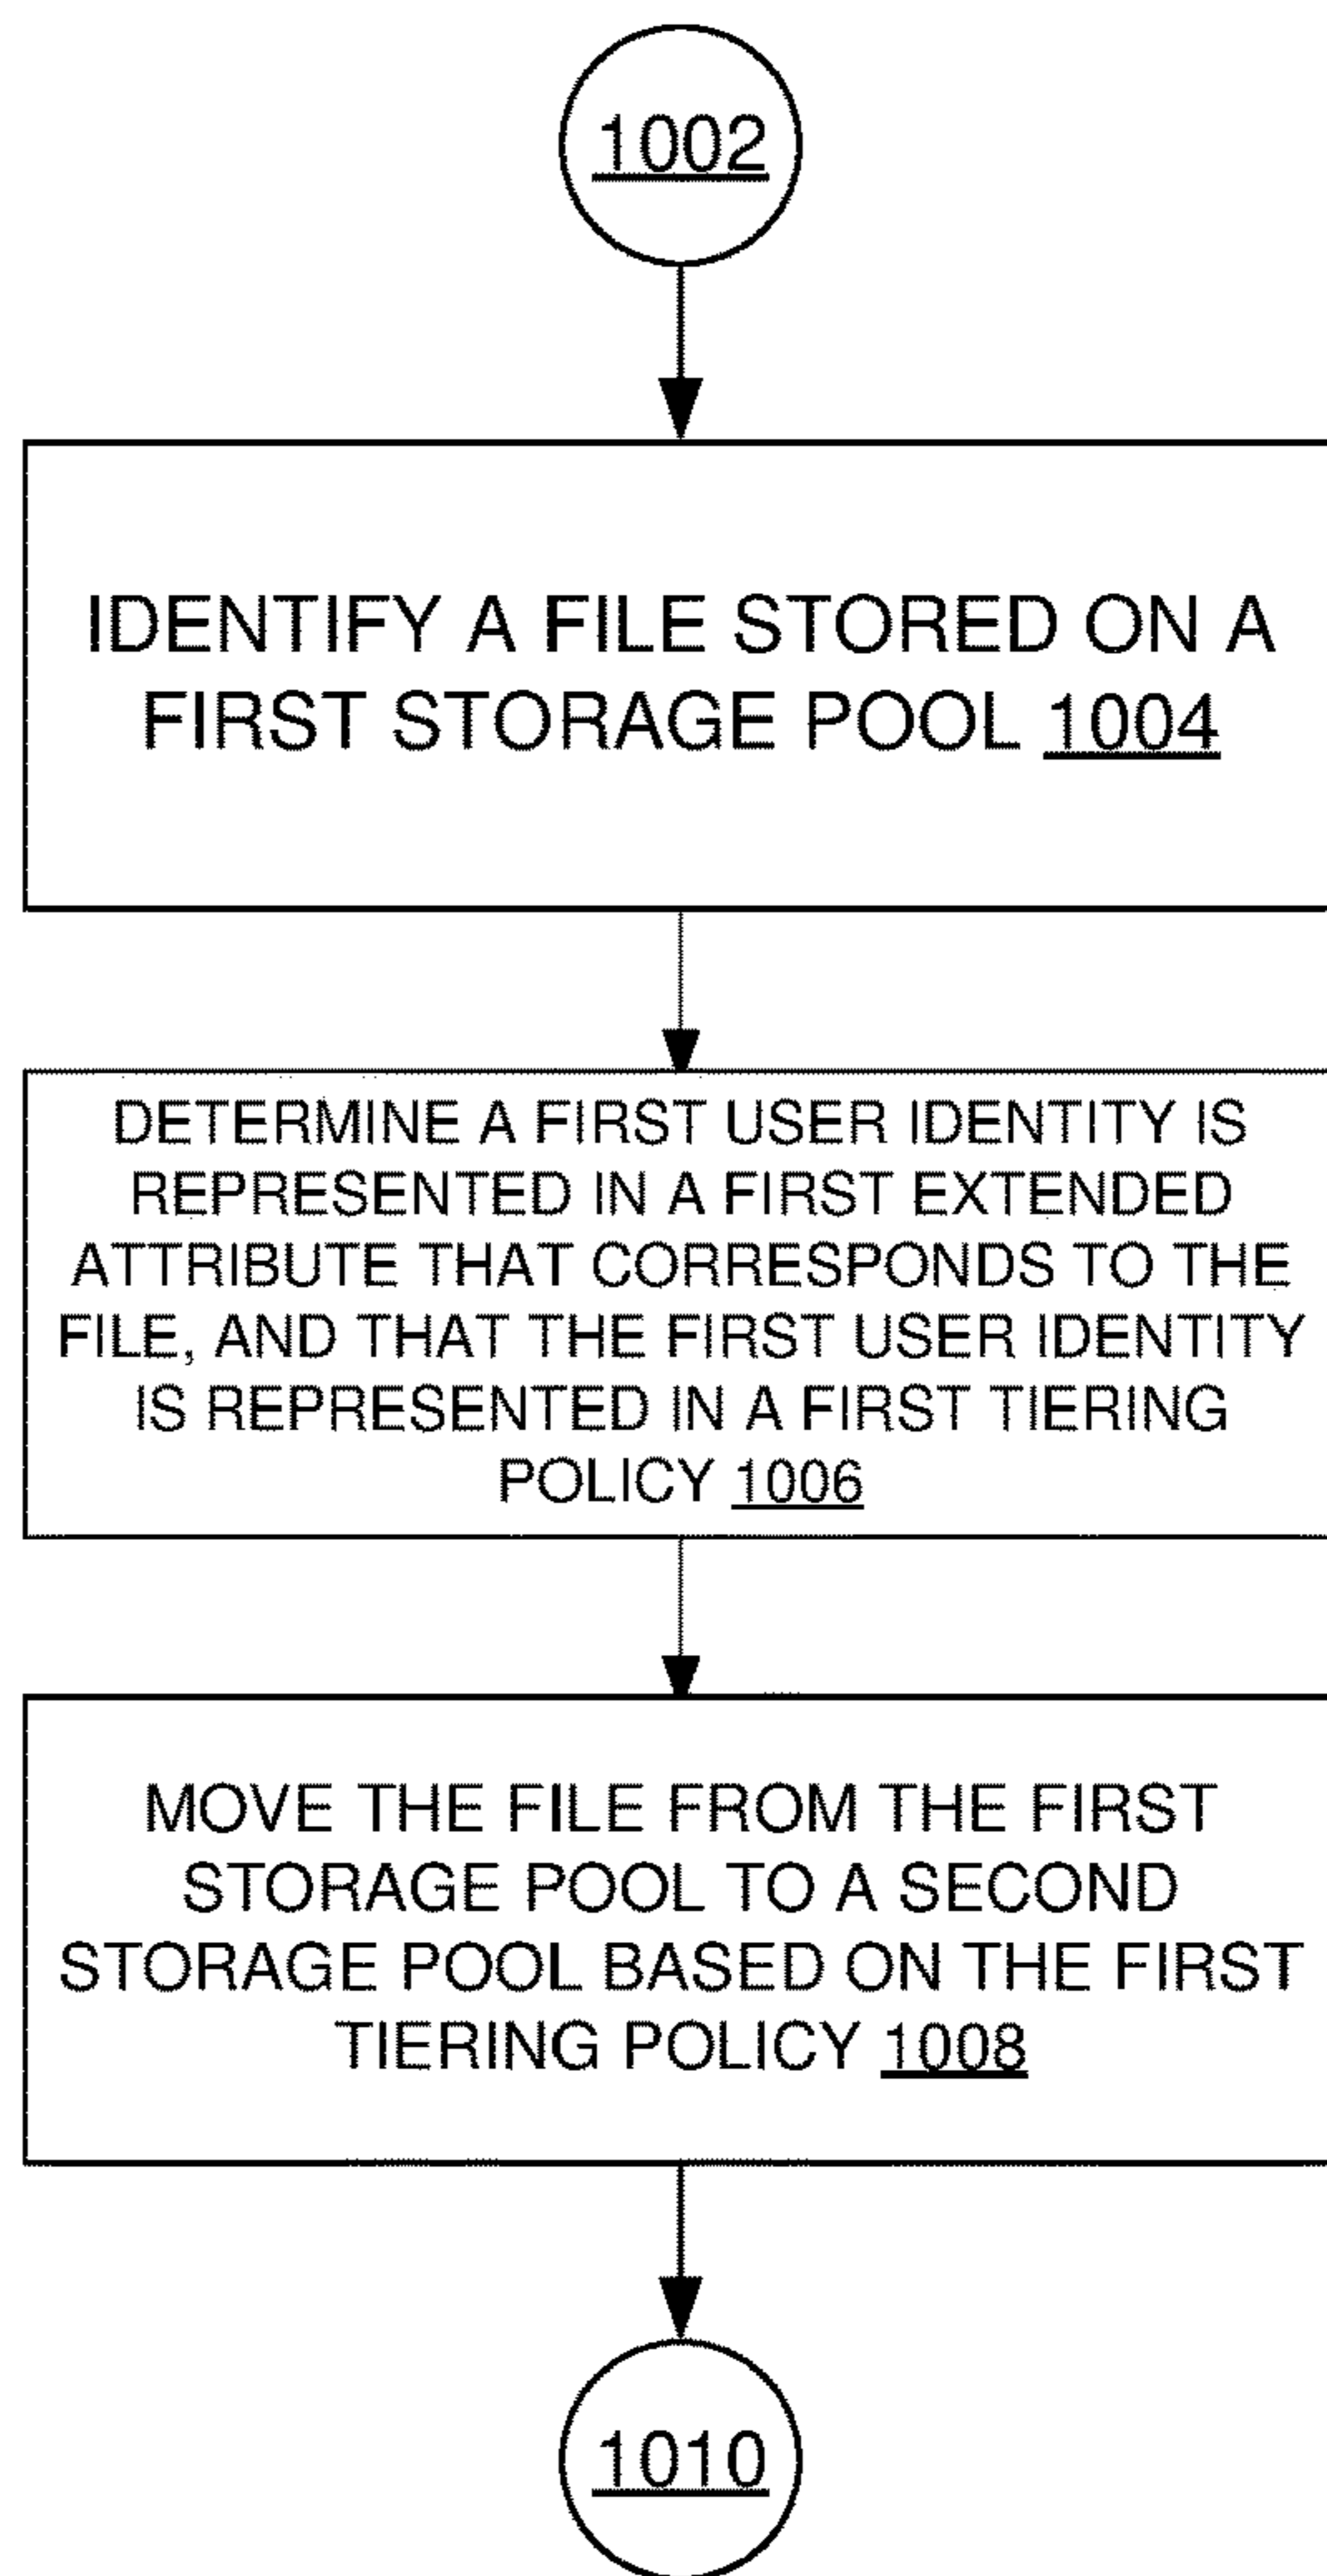 1002
IDENTIFY A FILE STORED ON A
FIRST STORAGE POOL 1004
DETERMINE A FIRST USER IDENTITY IS
REPRESENTED IN A FIRST EXTENDED
ATTRIBUTE THAT CORRESPONDS TO THE
FILE, AND THAT THE FIRST USER IDENTITY
IS REPRESENTED IN A FIRST TIERING
POLICY 1006
MOVE THE FILE FROM THE FIRST
STORAGE POOL TO A SECOND
STORAGE POOL BASED ON THE FIRST
TIERING POLICY 1008
1010